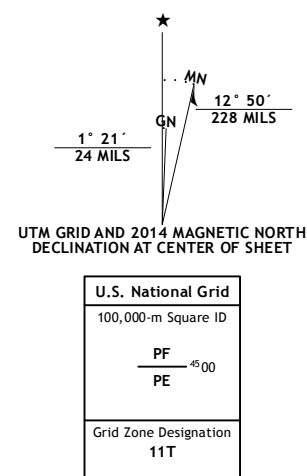 ★
MN
GN
12° 50´
228 MILS
1° 21´
24 MILS
UTM GRID AND 2014 MAGNETIC NORTH
DECLINATION AT CENTER OF SHEET
U.S. National Grid
100,000-m Square ID
PF
4500
PE
Grid Zone Designation
11T